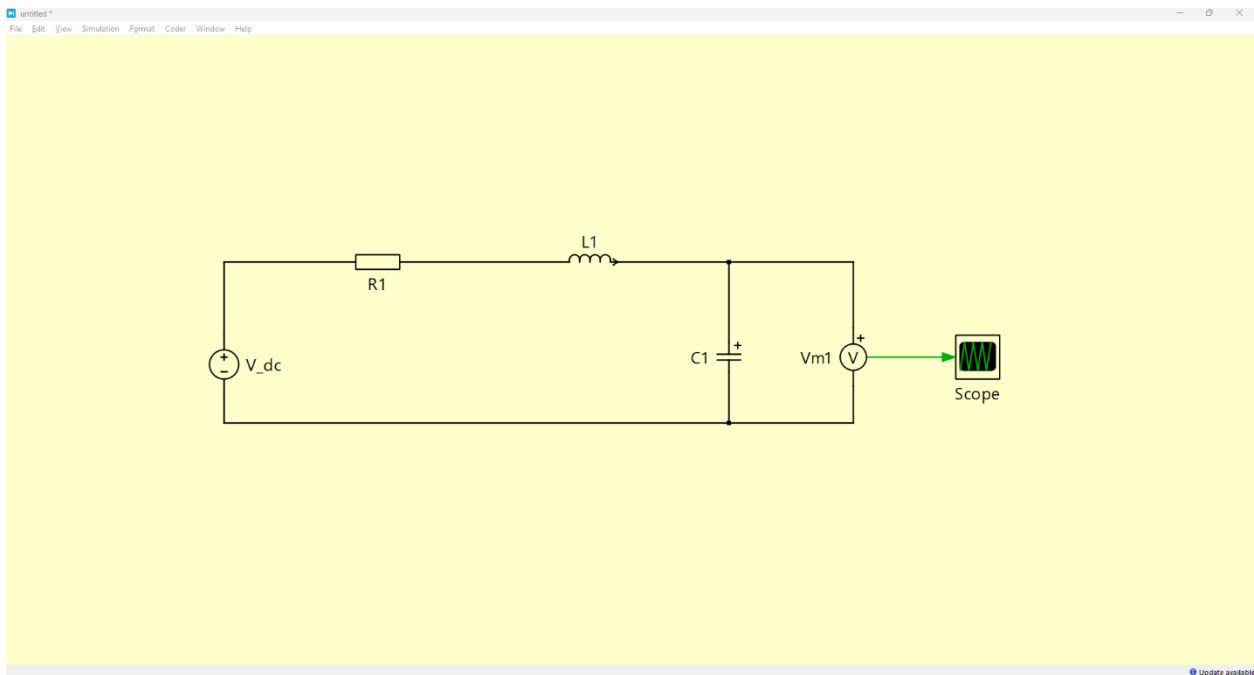 untitled *
File Edit View Simulation Format Coder Window Help
L1
R1
+
V_dc
−
+
C1
+
Vm1 V
Scope
Update available